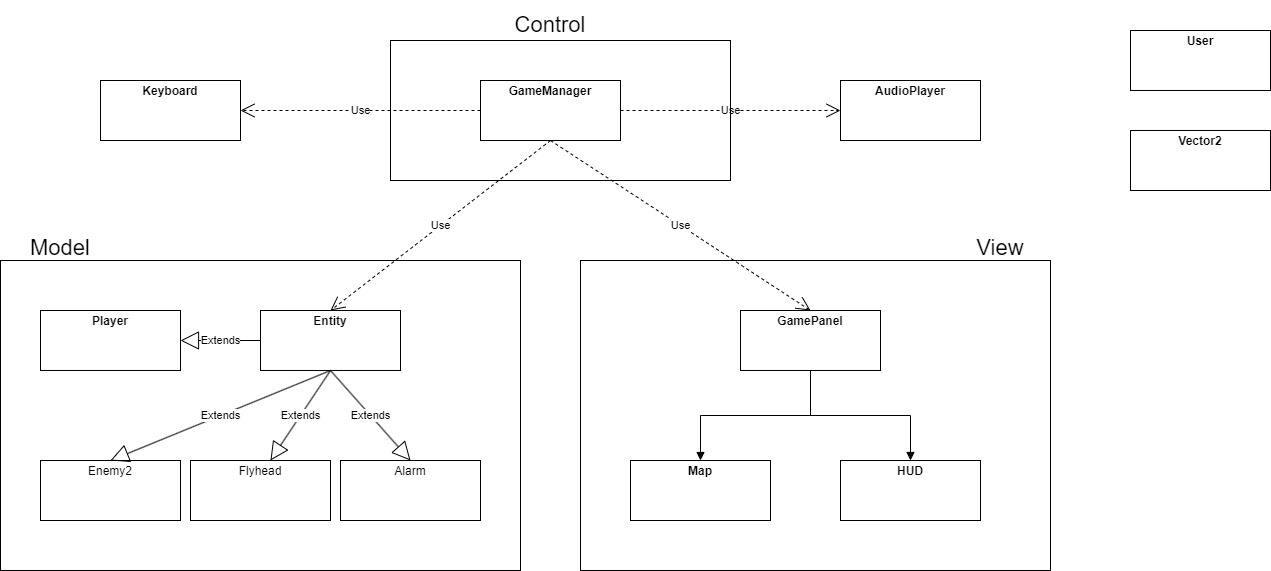 Control
User
Keyboard
GameManager
AudioPlayer
Use
Use
Vector2
Use
Use
Model
View
Player
Entity
GamePanel
Extends
Extends
Extends
Extends
Enemy2
Flyhead
Alarm
Map
HUD